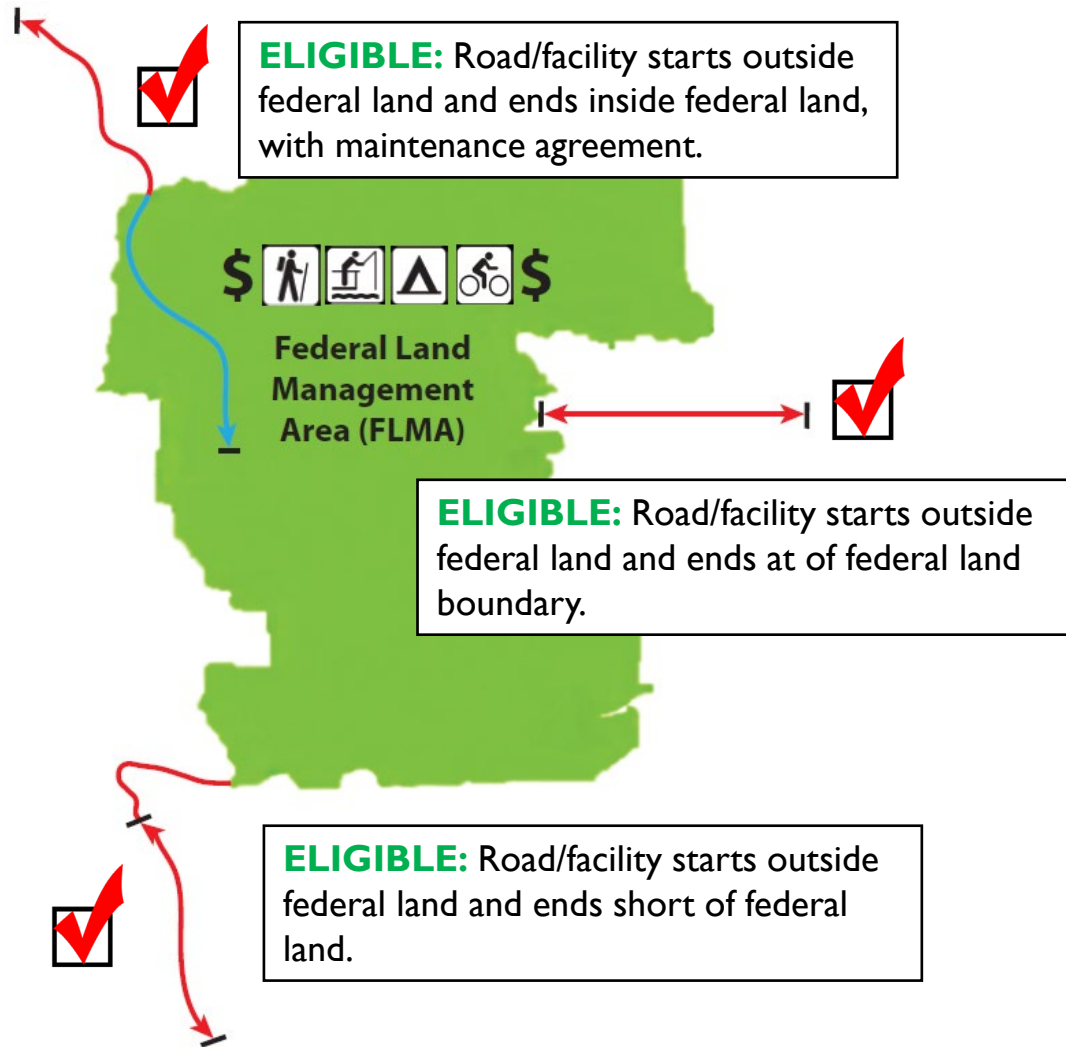 ELIGIBLE: Road/facility starts outside
federal land and ends inside federal land,
with maintenance agreement.
$ $
Federal Land
Management
Area (FLMA)
ELIGIBLE: Road/facility starts outside
federal land and ends at of federal land
boundary.
ELIGIBLE: Road/facility starts outside
federal land and ends short of federal
land.